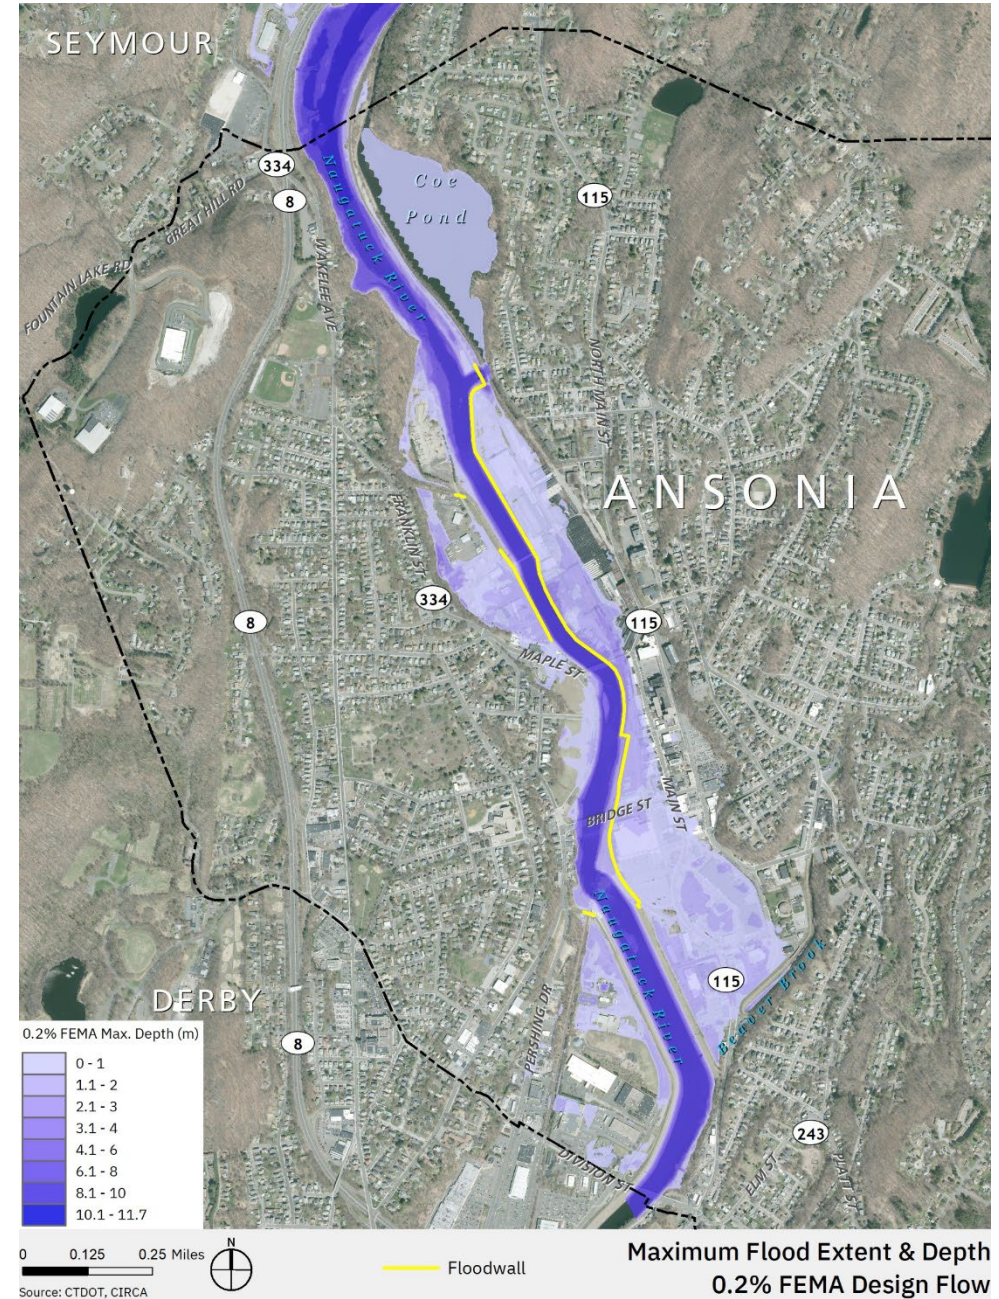 SEYMOUR
334
8
GREAT HILL RD
FOUNTAIN LAKE RD
WAKELEE AVE
Naugatuck River
Coe
Pond
115
NORTH MAIN ST
ANSONIA
FRANKLIN ST
334
8
115
MAPLE ST
MAIN ST
BRIDGE ST
Naugatuck River
115
Beaver Brook
DERBY
PERSHING DR
8
243
DIVISION ST
ELM ST
PLATT ST
0.2% FEMA Max. Depth (m)
0 - 1
1.1 - 2
2.1 - 3
3.1 - 4
4.1 - 6
6.1 - 8
8.1 - 10
10.1 - 11.7
0 0.125 0.25 Miles
N
Source: CTDOT, CIRCA
Floodwall
Maximum Flood Extent & Depth
0.2% FEMA Design Flow